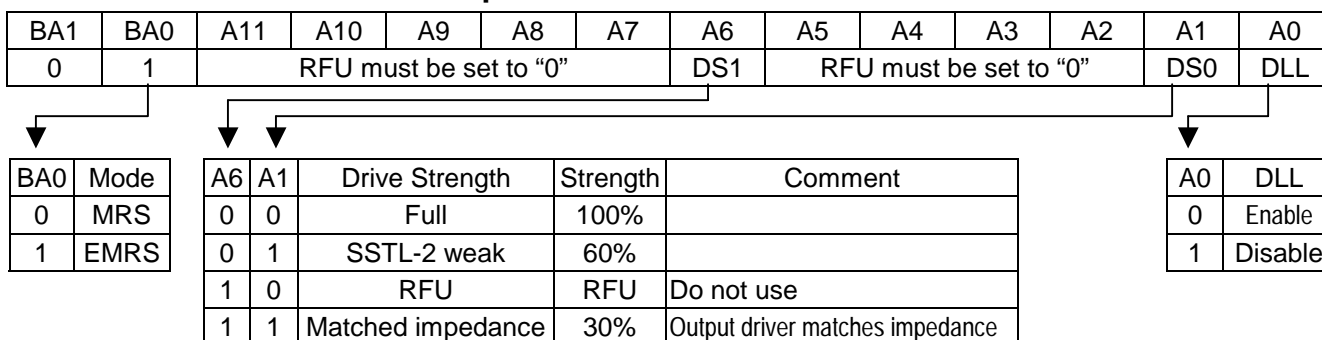 BA1 BA0 A11 A10 A9 A8 A7 A6 A5 A4 A3 A2 A1 A0
0 1 RFU must be set to “0” DS1 RFU must be set to “0” DS0 DLL
BA0 Mode A6 A1 Drive Strength Strength Comment A0 DLL
0 MRS 0 0 Full 100% 0 Enable
1 EMRS 0 1 SSTL-2 weak 60% 1 Disable
1 0 RFU RFU Do not use
1 1 Matched impedance 30% Output driver matches impedance